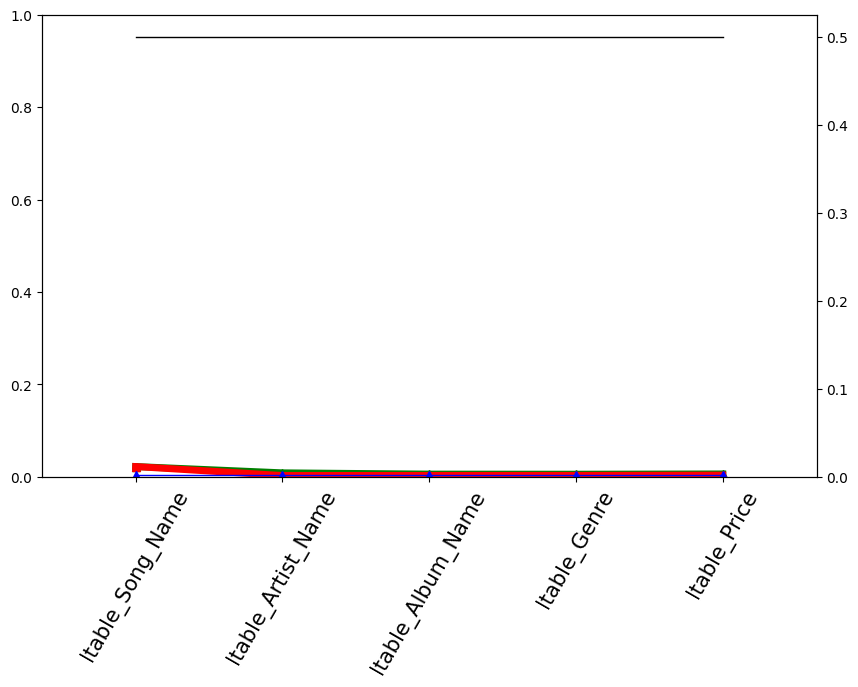 1.0
0.8
0.6
0.4
0.2
0.0
0.5
0.4
0.3
0.2
0.1
0.0
ltable_Song_Name
ltable_Artist_Name
ltable_Album_Name
ltable_Genre
ltable_Price